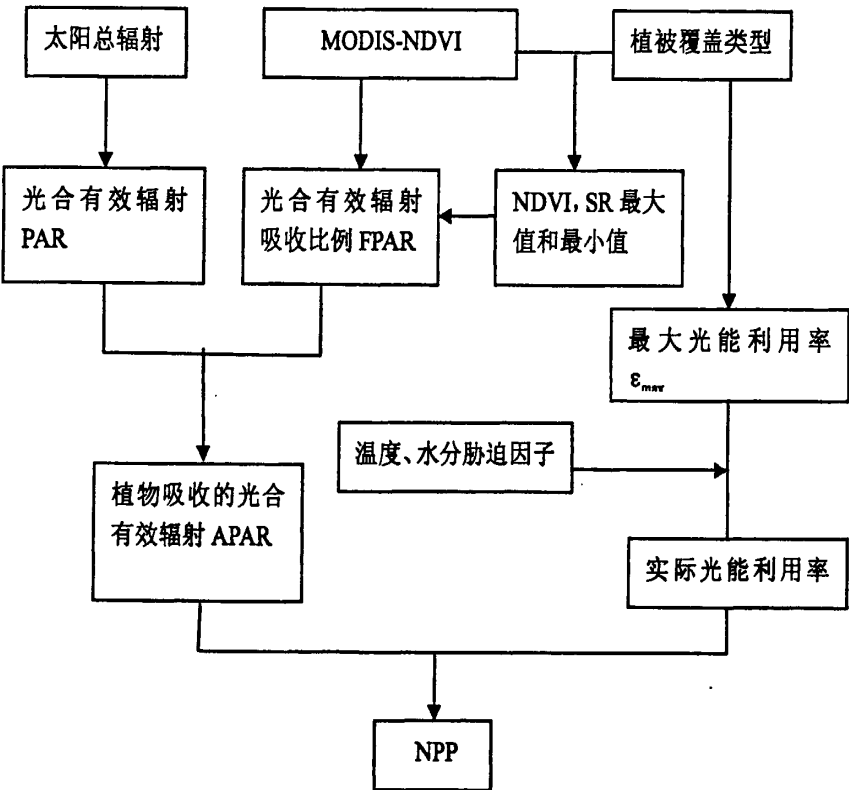 太阳总辐射
MODIS-NDVI
植被覆盖类型
光合有效辐射
PAR
光合有效辐射
吸收比例 FPAR
NDVI, SR 最大
值和最小值
最大光能利用率
ε
温度、水分胁迫因子
植物吸收的光合
有效辐射 APAR
实际光能利用率
NPP